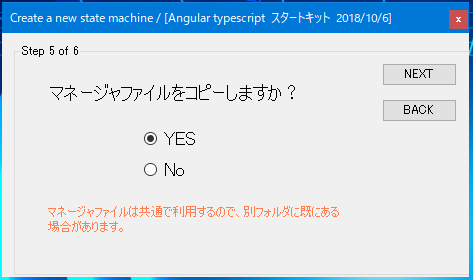 Create a new state machine / [Angular typescript スタートキット 2018/10/6]
x
Step 5 of 6
NEXT
マネージャファイルをコピーしますか？
BACK
YES
No
マネージャファイルは共通で利用するので、別フォルダに既にある
場合があります。